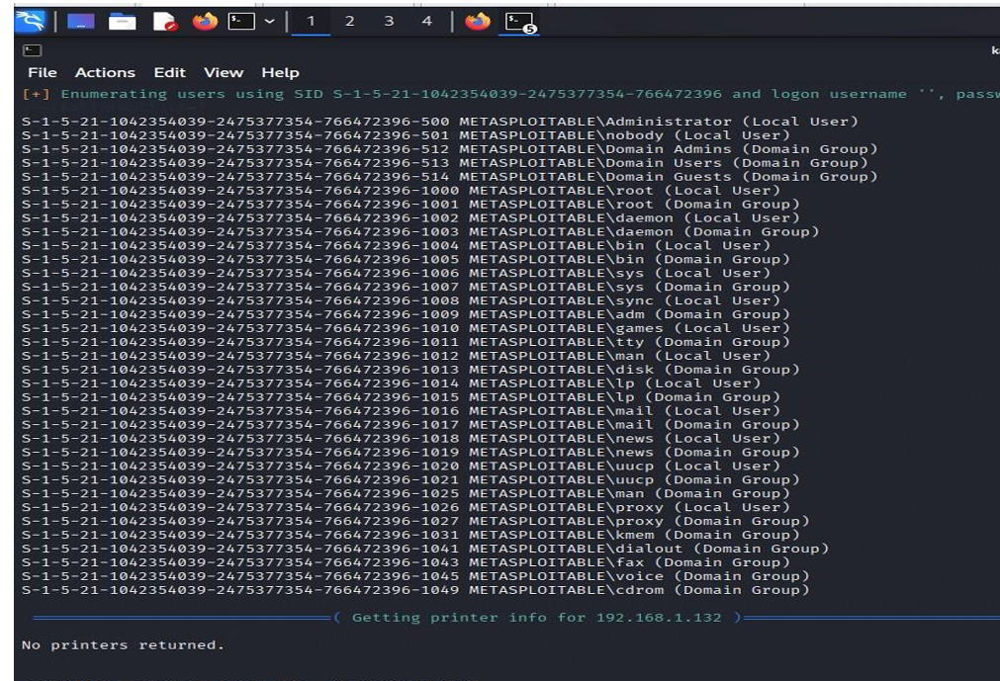 1 2 3 4 5
File Actions Edit View Help
[+] Enumerating users using SID S-1-5-21-1042354039-2475377354-766472396 and logon username '',
S-1-5-21-1042354039-2475377354-766472396-500 METASPLOITABLE\Administrator (Local User)
S-1-5-21-1042354039-2475377354-766472396-501 METASPLOITABLE\nobody (Local User)
S-1-5-21-1042354039-2475377354-766472396-512 METASPLOITABLE\Domain Admins (Domain Group)
S-1-5-21-1042354039-2475377354-766472396-513 METASPLOITABLE\Domain Users (Domain Group)
S-1-5-21-1042354039-2475377354-766472396-514 METASPLOITABLE\Domain Guests (Domain Group)
S-1-5-21-1042354039-2475377354-766472396-1000 METASPLOITABLE\root (Local User)
S-1-5-21-1042354039-2475377354-766472396-1001 METASPLOITABLE\root (Domain Group)
S-1-5-21-1042354039-2475377354-766472396-1002 METASPLOITABLE\daemon (Local User)
S-1-5-21-1042354039-2475377354-766472396-1003 METASPLOITABLE\daemon (Domain Group)
S-1-5-21-1042354039-2475377354-766472396-1004 METASPLOITABLE\bin (Local User)
S-1-5-21-1042354039-2475377354-766472396-1005 METASPLOITABLE\bin (Domain Group)
S-1-5-21-1042354039-2475377354-766472396-1006 METASPLOITABLE\sys (Local User)
S-1-5-21-1042354039-2475377354-766472396-1007 METASPLOITABLE\sys (Domain Group)
S-1-5-21-1042354039-2475377354-766472396-1008 METASPLOITABLE\sync (Local User)
S-1-5-21-1042354039-2475377354-766472396-1009 METASPLOITABLE\adm (Domain Group)
S-1-5-21-1042354039-2475377354-766472396-1010 METASPLOITABLE\games (Local User)
S-1-5-21-1042354039-2475377354-766472396-1011 METASPLOITABLE\tty (Domain Group)
S-1-5-21-1042354039-2475377354-766472396-1012 METASPLOITABLE\man (Local User)
S-1-5-21-1042354039-2475377354-766472396-1013 METASPLOITABLE\disk (Domain Group)
S-1-5-21-1042354039-2475377354-766472396-1014 METASPLOITABLE\lp (Local User)
S-1-5-21-1042354039-2475377354-766472396-1015 METASPLOITABLE\lp (Domain Group)
S-1-5-21-1042354039-2475377354-766472396-1016 METASPLOITABLE\mail (Local User)
S-1-5-21-1042354039-2475377354-766472396-1017 METASPLOITABLE\mail (Domain Group)
S-1-5-21-1042354039-2475377354-766472396-1018 METASPLOITABLE\news (Local User)
S-1-5-21-1042354039-2475377354-766472396-1019 METASPLOITABLE\news (Domain Group)
S-1-5-21-1042354039-2475377354-766472396-1020 METASPLOITABLE\uucp (Local User)
S-1-5-21-1042354039-2475377354-766472396-1021 METASPLOITABLE\uucp (Domain Group)
S-1-5-21-1042354039-2475377354-766472396-1025 METASPLOITABLE\man (Domain Group)
S-1-5-21-1042354039-2475377354-766472396-1026 METASPLOITABLE\proxy (Local User)
S-1-5-21-1042354039-2475377354-766472396-1027 METASPLOITABLE\proxy (Domain Group)
S-1-5-21-1042354039-2475377354-766472396-1031 METASPLOITABLE\kmem (Domain Group)
S-1-5-21-1042354039-2475377354-766472396-1041 METASPLOITABLE\dialout (Domain Group)
S-1-5-21-1042354039-2475377354-766472396-1043 METASPLOITABLE\fax (Domain Group)
S-1-5-21-1042354039-2475377354-766472396-1045 METASPLOITABLE\voice (Domain Group)
S-1-5-21-1042354039-2475377354-766472396-1049 METASPLOITABLE\cdrom (Domain Group)
( Getting printer info for 192.168.1.132 )
No printers returned.